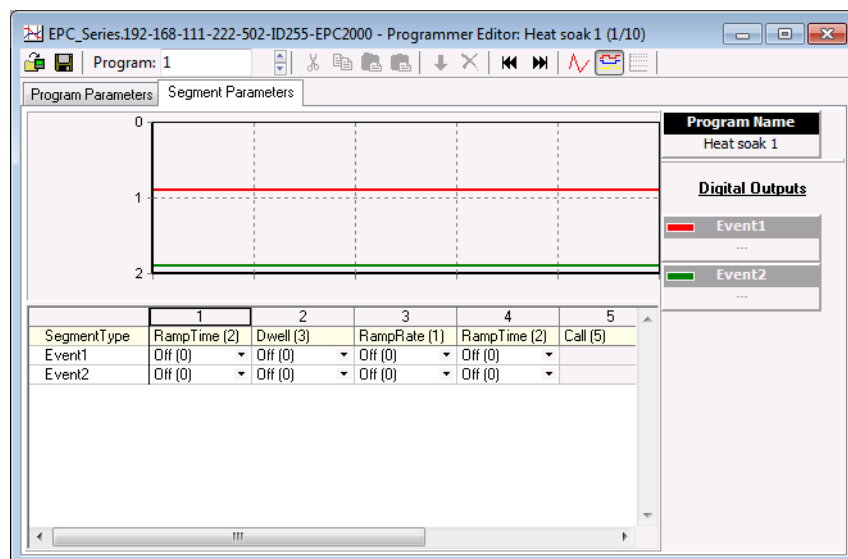 EPC_Series.192-168-111-222-502-ID255-EPC2000 - Programmer Editor: Heat soak 1 (1/10)
Program: 1
Program Parameters
Segment Parameters
0
1
2
Program Name
Heat soak 1
Digital Outputs
Event1
---
Event2
---
1 2 3 4 5
SegmentType RampTime (2) Dwell (3) RampRate (1) RampTime (2) Call (5)
Event1 Off (0) Off (0) Off (0) Off (0)
Event2 Off (0) Off (0) Off (0) Off (0)